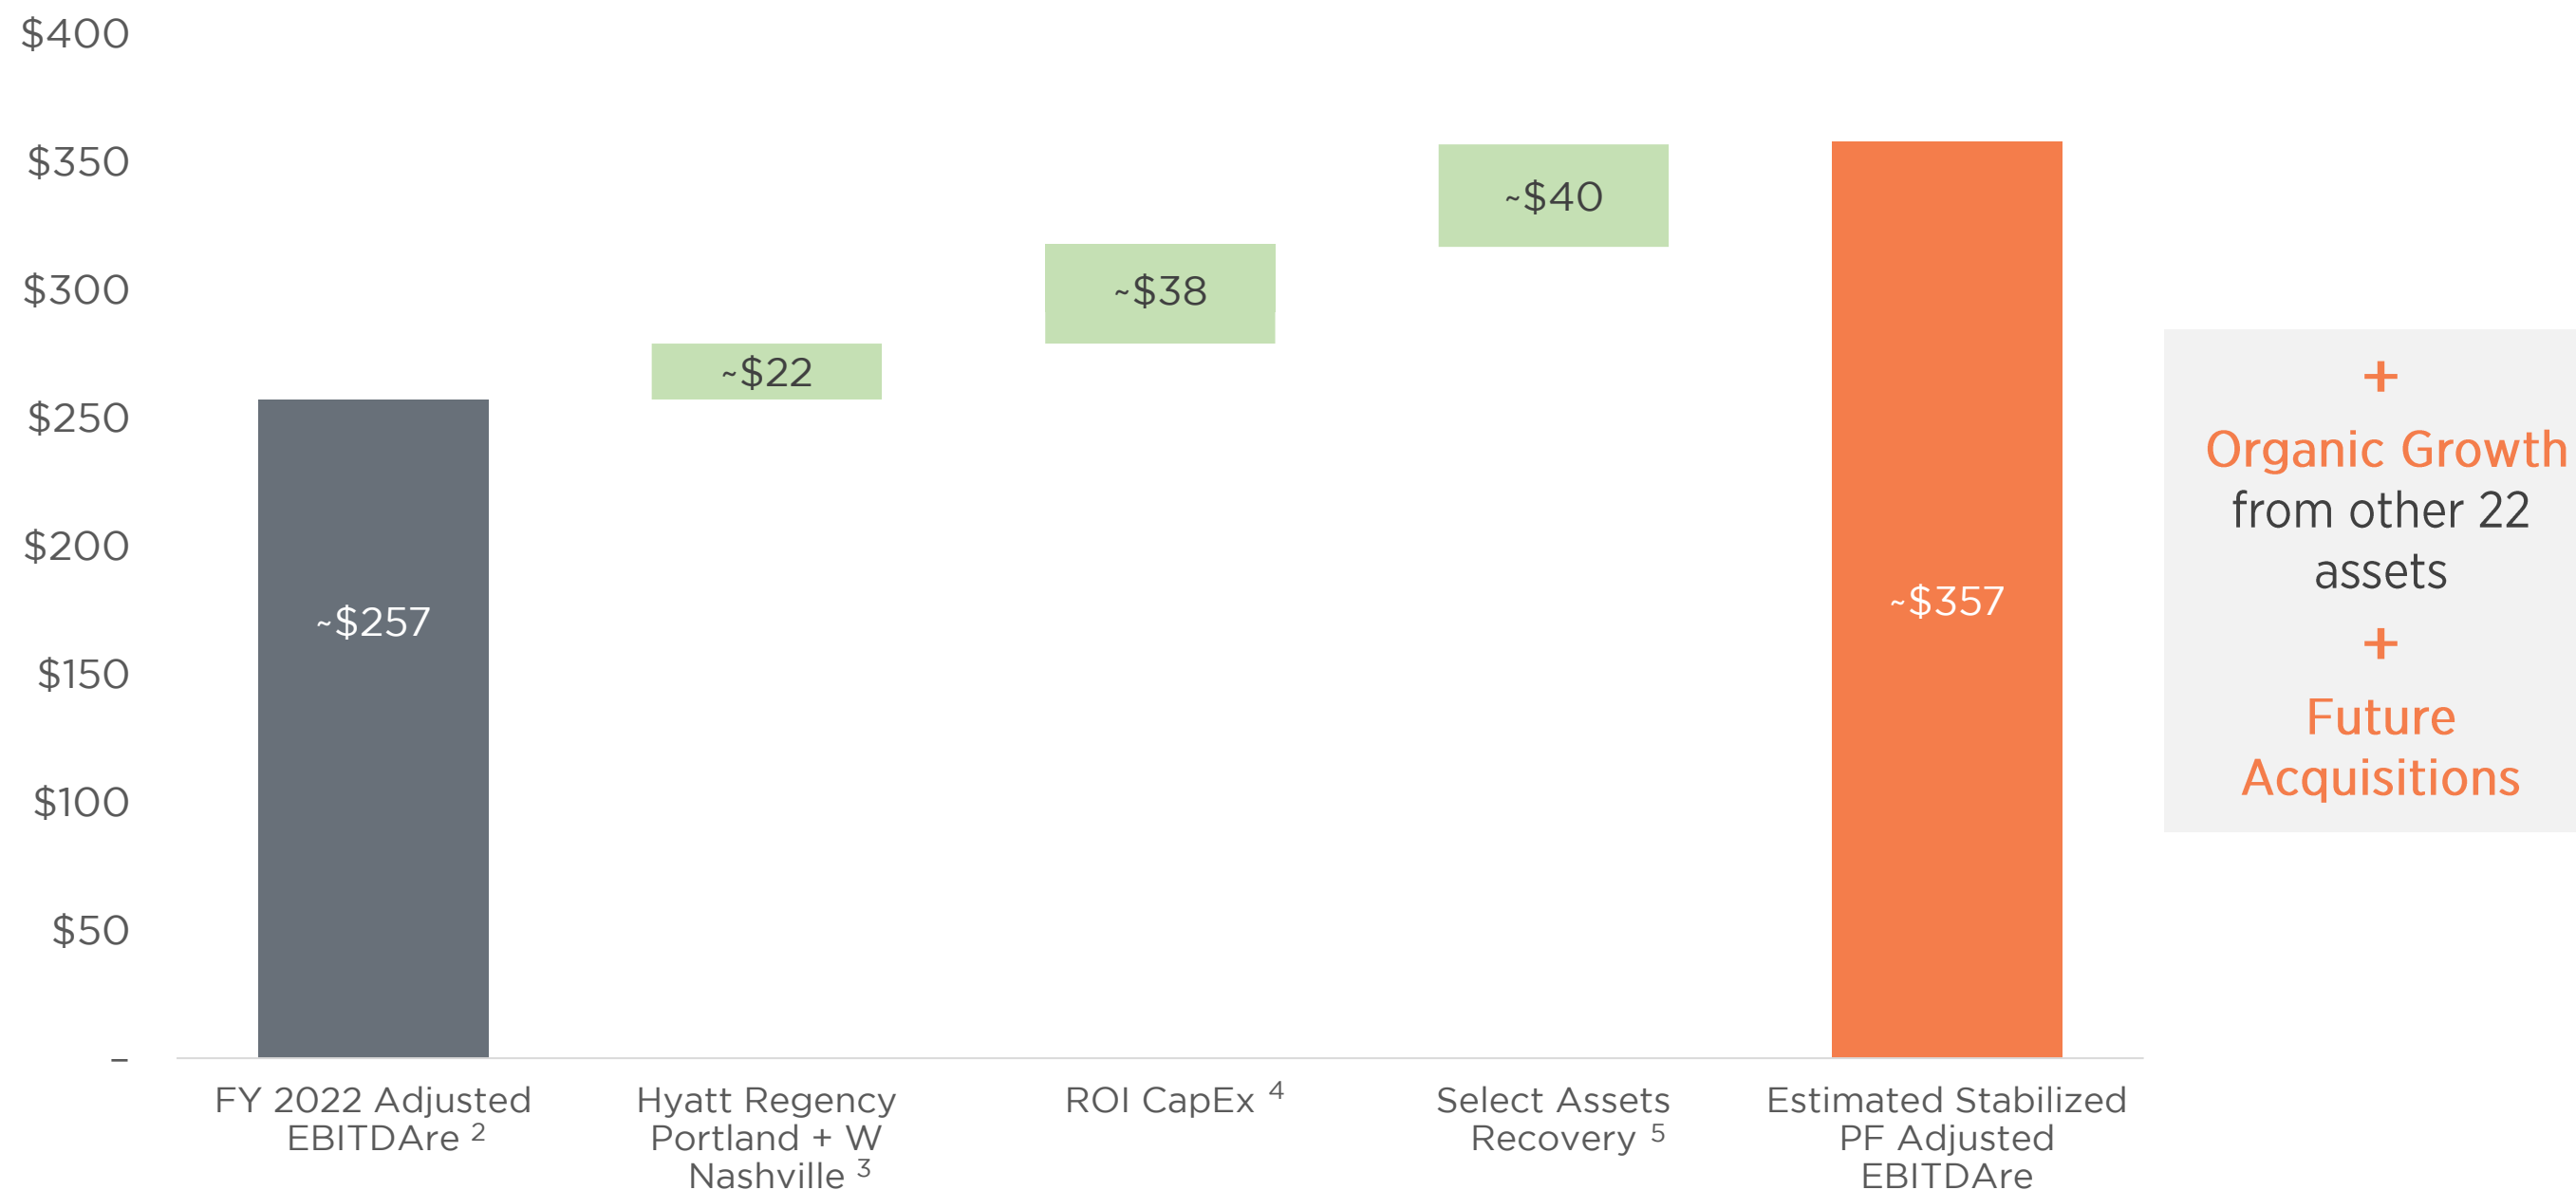 $400
$350
$300
$250
$200
$150
$100
$50
–
~$257
~$22
~$38
~$40
~$357
FY 2022 Adjusted
EBITDAre 2
Hyatt Regency
Portland + W
Nashville 3
ROI CapEx 4
Select Assets
Recovery 5
Estimated Stabilized
PF Adjusted
EBITDAre
+
Organic Growth
from other 22
assets
+
Future
Acquisitions